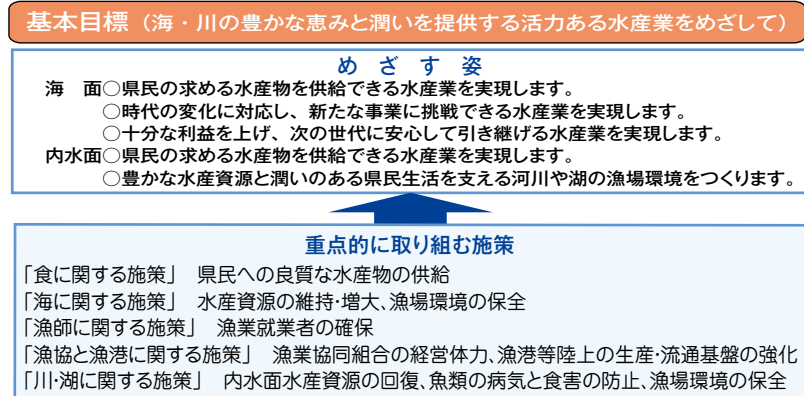 基本目標（海・川の豊かな恵みと潤いを提供する活力ある水産業をめざして）
めざす姿
海　面○県民の求める水産物を供給できる水産業を実現します。
○時代の変化に対応し、新たな事業に挑戦できる水産業を実現します。
○十分な利益を上げ、次の世代に安心して引き継げる水産業を実現します。
内水面○県民の求める水産物を供給できる水産業を実現します。
○豊かな水産資源と潤いのある県民生活を支える河川や湖の漁場環境をつくります。
重点的に取り組む施策
「食に関する施策」　県民への良質な水産物の供給
「海に関する施策」　水産資源の維持・増大、漁場環境の保全
「漁師に関する施策」　漁業就業者の確保
「漁協と漁港に関する施策」　漁業協同組合の経営体力、漁港等陸上の生産・流通基盤の強化
「川・湖に関する施策」　内水面水産資源の回復、魚類の病気と食害の防止、漁場環境の保全